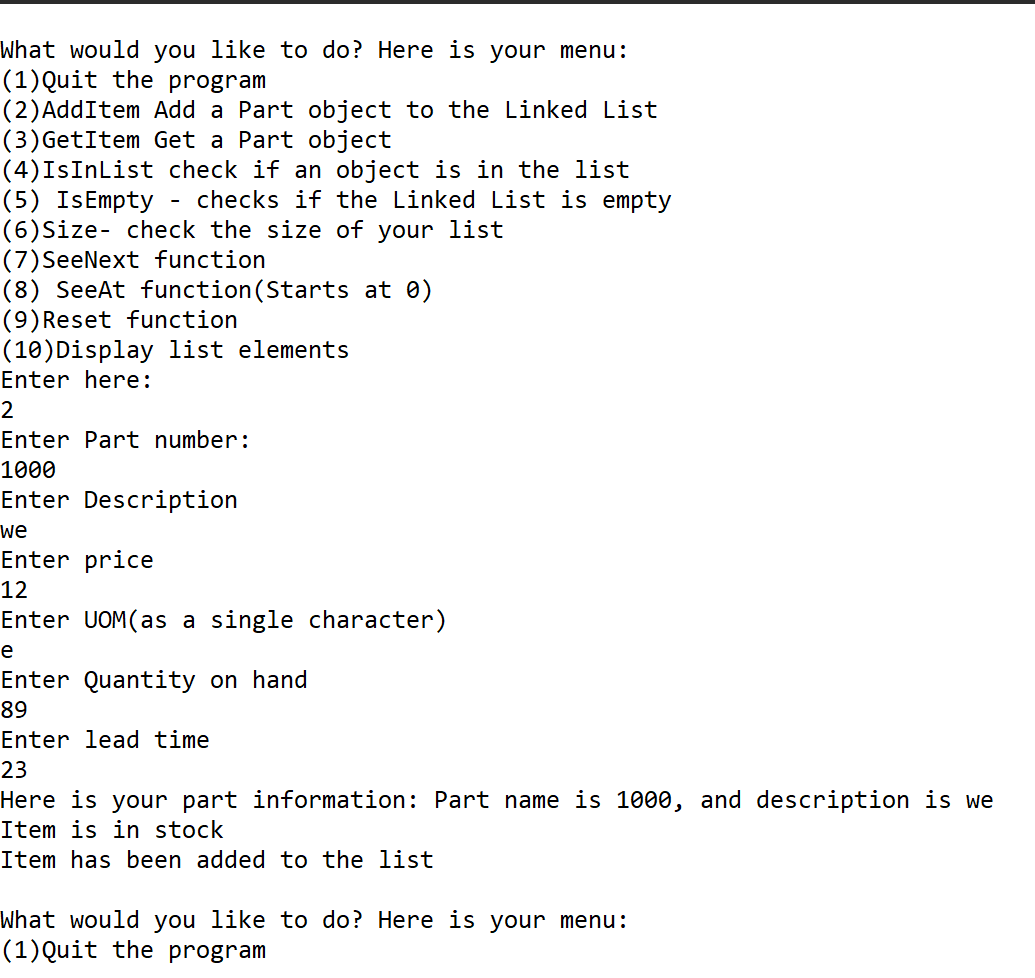 What would you like to do? Here is your menu:
(1)Quit the program
(2)AddItem Add a Part object to the Linked List
(3)GetItem Get a Part object
(4)IsInList check if an object is in the list
(5) IsEmpty - checks if the Linked List is empty
(6)Size- check the size of your list
(7)SeeNext function
(8) SeeAt function(Starts at 0)
(9)Reset function
(10)Display list elements
Enter here:
2
Enter Part number:
1000
Enter Description
we
Enter price
12
Enter UOM(as a single character)
e
Enter Quantity on hand
89
Enter lead time
23
Here is your part information: Part name is 1000, and description is we
Item is in stock
Item has been added to the list
What would you like to do? Here is your menu:
(1)Quit the program